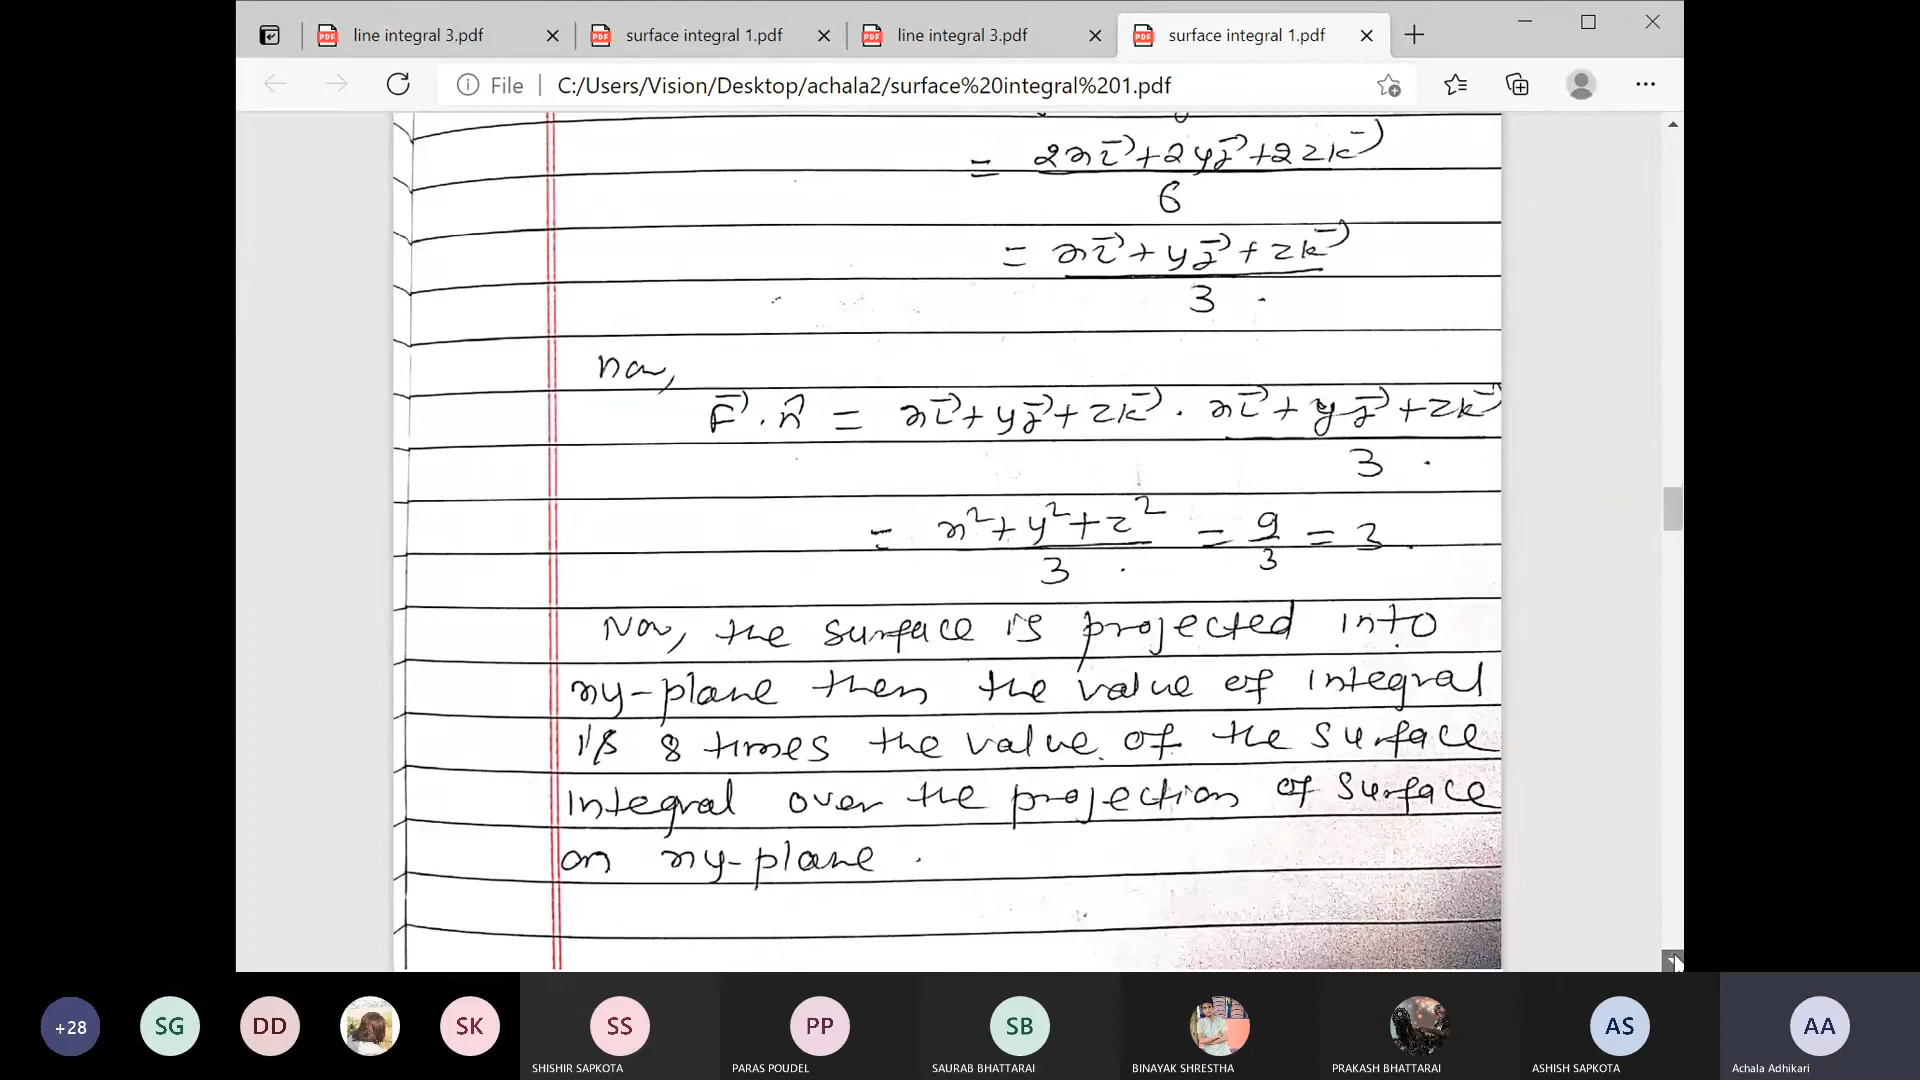 line integral 3.pdf
surface integral 1.pdf
line integral 3.pdf
surface integral 1.pdf
File
C:/Users/Vision/Desktop/achala2/surface%20integral%201.pdf
= 2xi⃗+2yj⃗+2zk⃗
6
= xi⃗+yj⃗+zk⃗
3 .
Now,
F⃗.n̂ = xi⃗+yj⃗+zk⃗ . xi⃗+yj⃗+zk⃗
3 .
= x²+y²+z² = 9/3 = 3.
3 .
Now, the surface is projected into
xy-plane then the value of integral
is 8 times the value of the surface
integral over the projection of surface
on xy-plane .
+28
SG
DD
SK
SS
PP
SB
AS
AA
SHISHIR SAPKOTA
PARAS POUDEL
SAURAB BHATTARAI
BINAYAK SHRESTHA
PRAKASH BHATTARAI
ASHISH SAPKOTA
Achala Adhikari